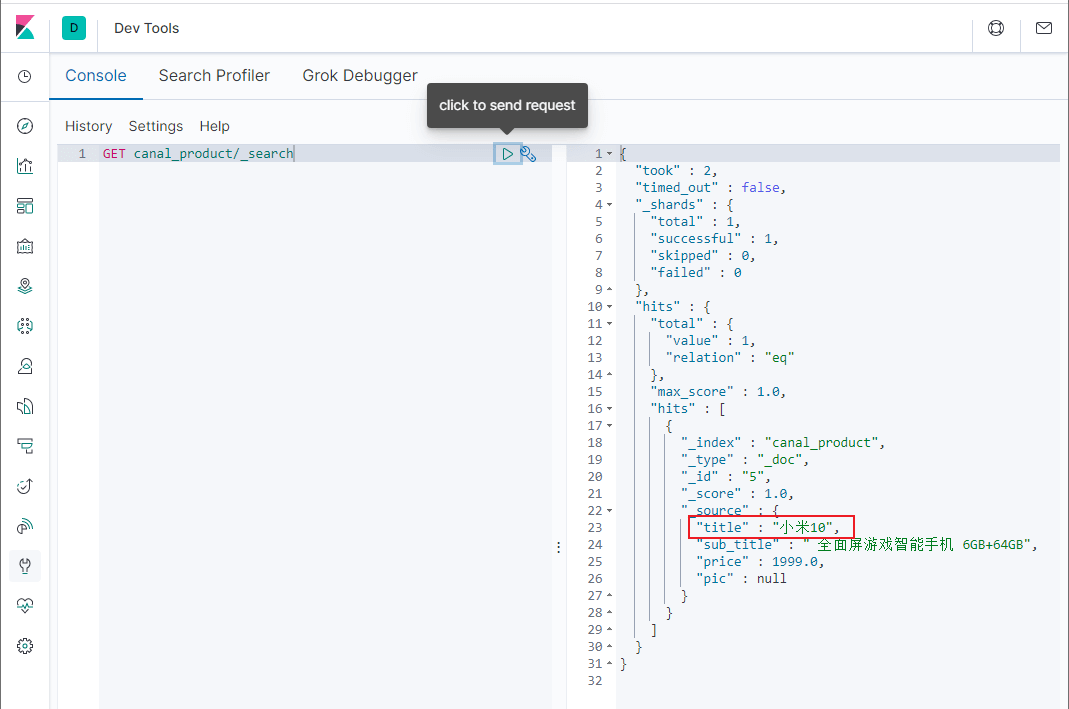 D
Dev Tools
Console
Search Profiler
Grok Debugger
click to send request
History
Settings
Help
1 GET canal_product/_search
1 {
2 "took" : 2,
3 "timed_out" : false,
4 "_shards" : {
5 "total" : 1,
6 "successful" : 1,
7 "skipped" : 0,
8 "failed" : 0
9 },
10 "hits" : {
11 "total" : {
12 "value" : 1,
13 "relation" : "eq"
14 },
15 "max_score" : 1.0,
16 "hits" : [
17 {
18 "_index" : "canal_product",
19 "_type" : "_doc",
20 "_id" : "5",
21 "_score" : 1.0,
22 "_source" : {
23 "title" : "小米10",
24 "sub_title" : " 全面屏游戏智能手机 6GB+64GB",
25 "price" : 1999.0,
26 "pic" : null
27 }
28 }
29 ]
30 }
31 }
32